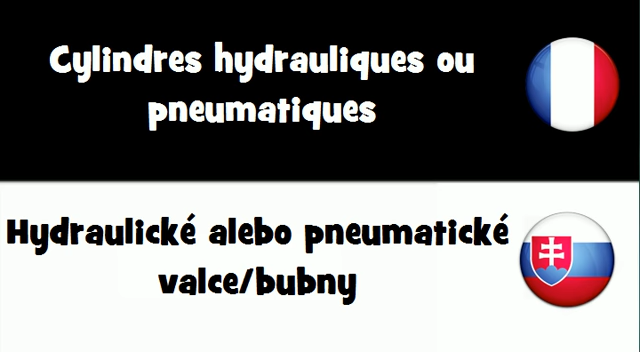 Cylindres hydrauliques ou
pneumatiques
Hydraulické alebo pneumatické
valce/bubny